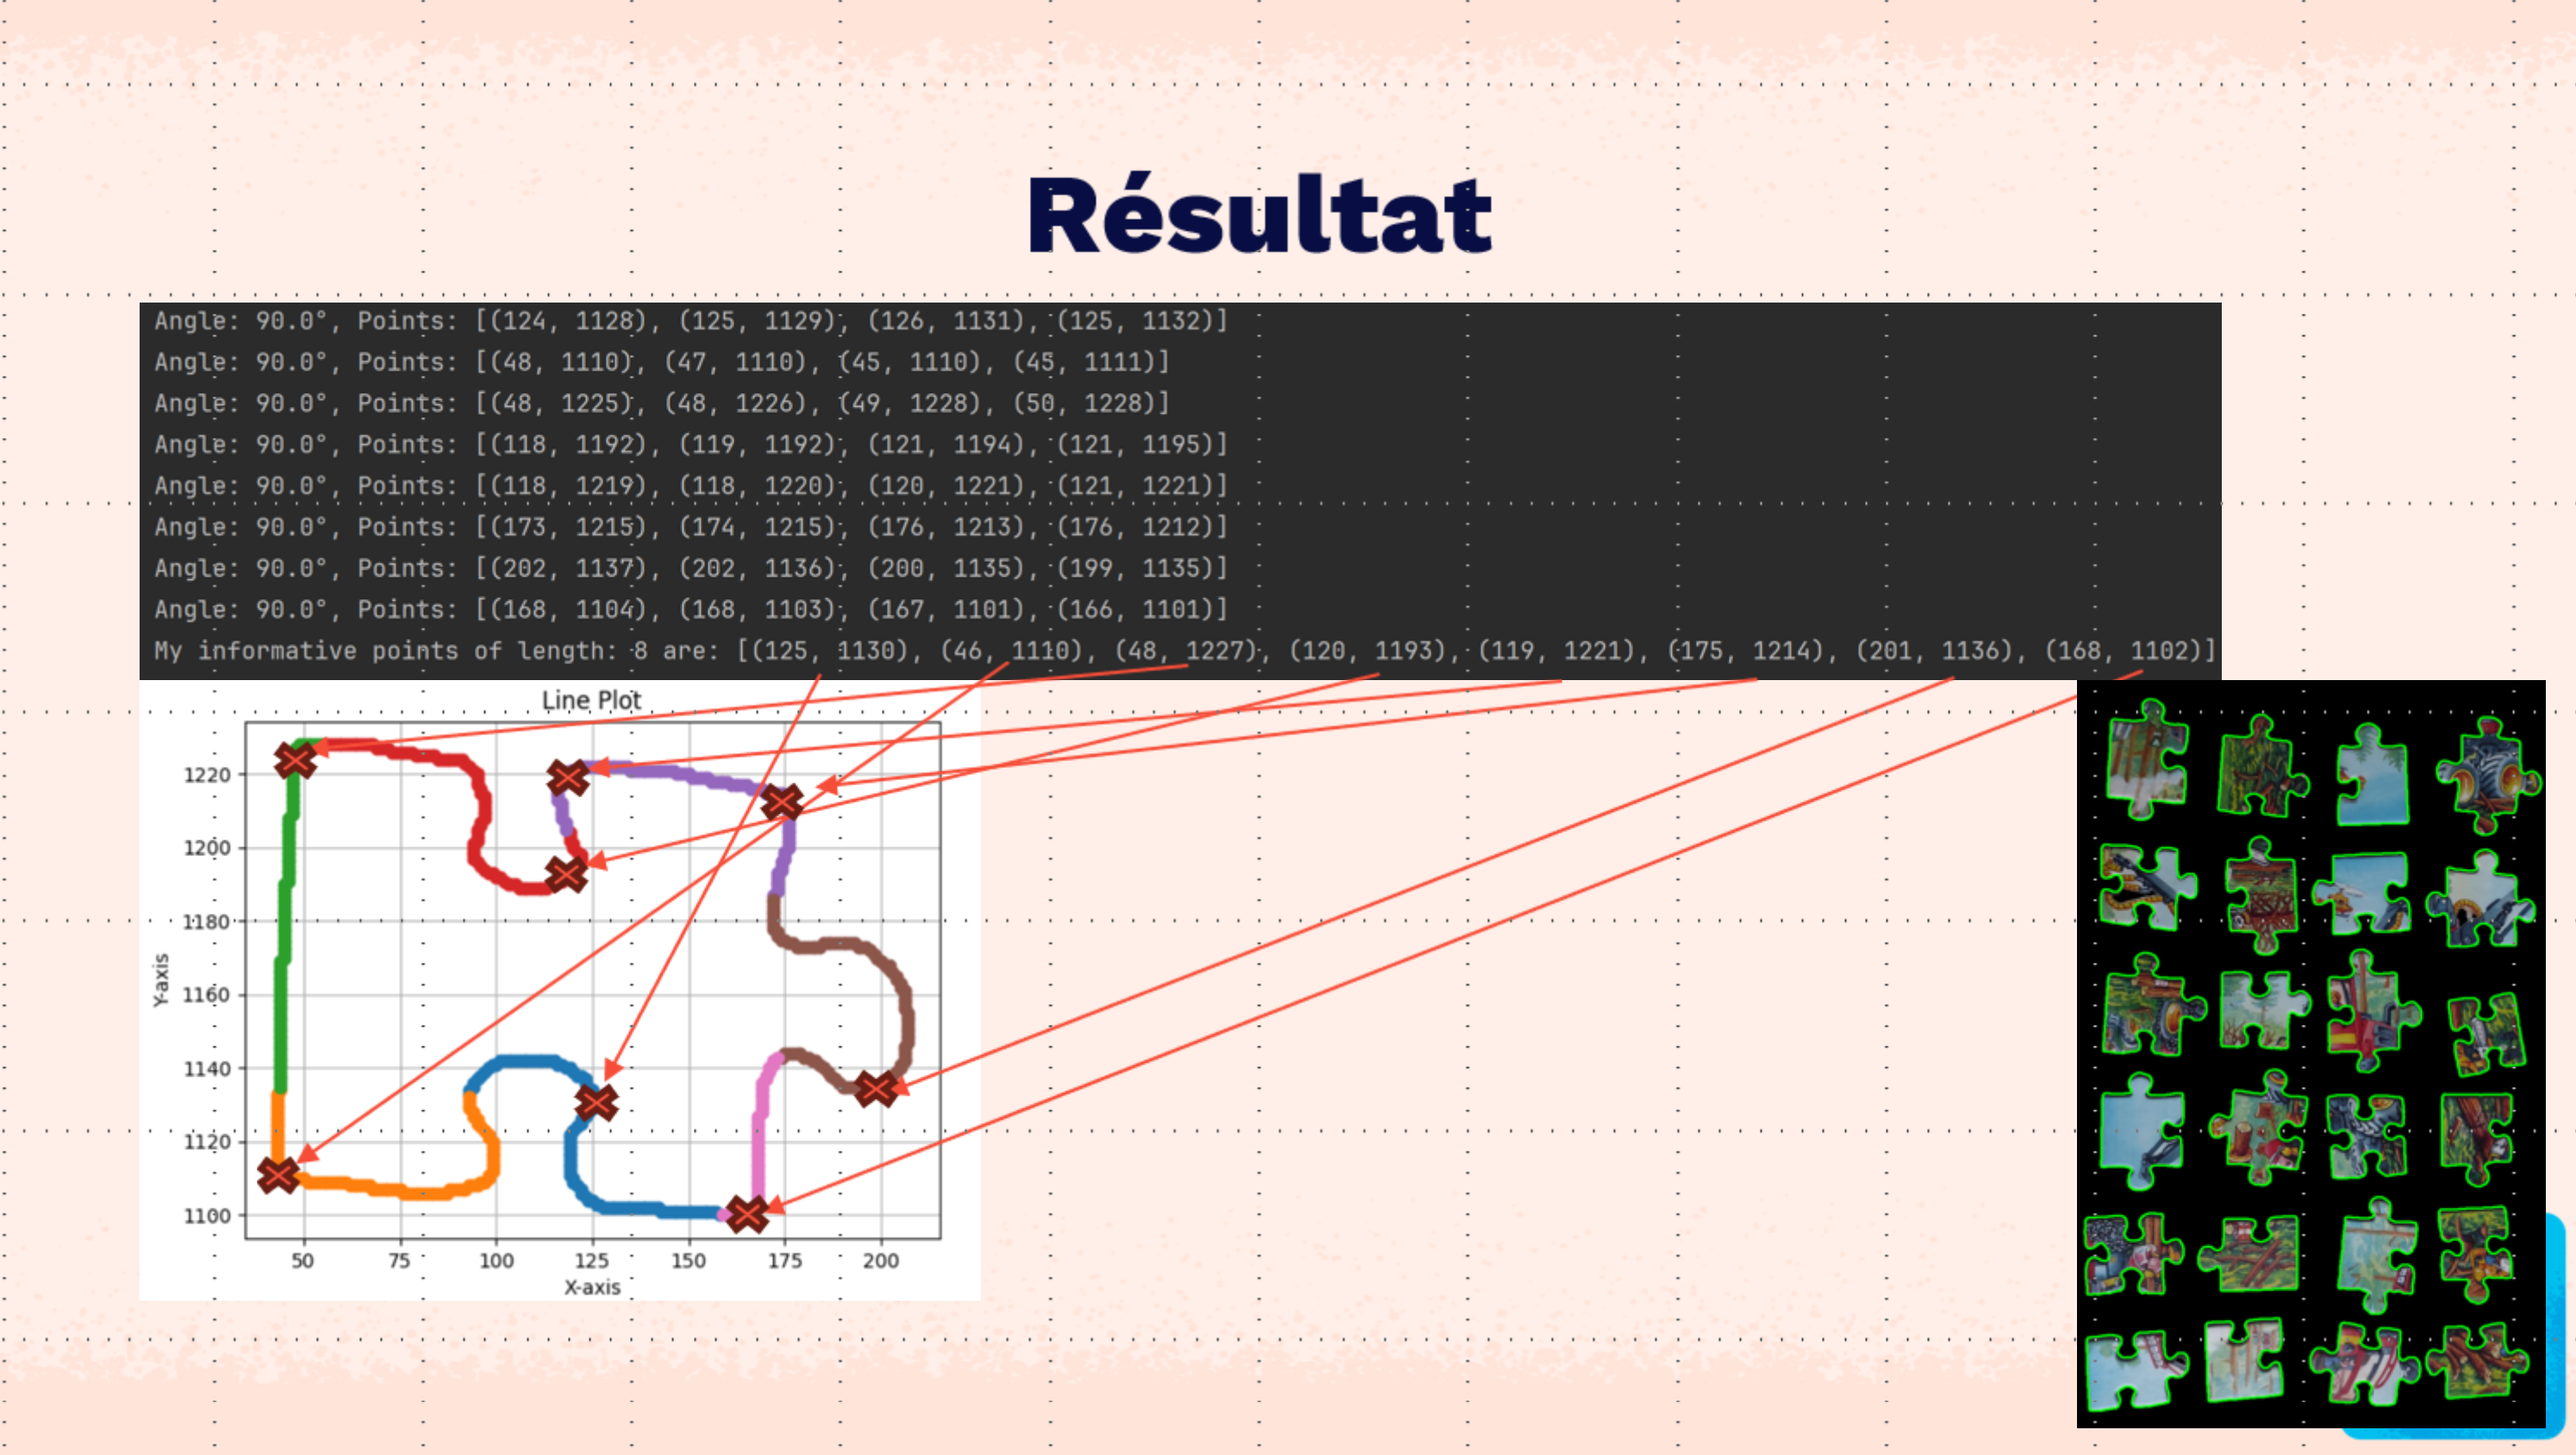 Résultat
Angle: 90.0°, Points: [(124, 1128), (125, 1129), (126, 1131), (125, 1132)]
Angle: 90.0°, Points: [(48, 1110), (47, 1110), (45, 1110), (45, 1111)]
Angle: 90.0°, Points: [(48, 1225), (48, 1226), (49, 1228), (50, 1228)]
Angle: 90.0°, Points: [(118, 1192), (119, 1192), (121, 1194), (121, 1195)]
Angle: 90.0°, Points: [(118, 1219), (118, 1220), (120, 1221), (121, 1221)]
Angle: 90.0°, Points: [(173, 1215), (174, 1215), (176, 1213), (176, 1212)]
Angle: 90.0°, Points: [(202, 1137), (202, 1136), (200, 1135), (199, 1135)]
Angle: 90.0°, Points: [(168, 1104), (168, 1103), (167, 1101), (166, 1101)]
My informative points of length: 8 are: [(125, 1130), (46, 1110), (48, 1227), (120, 1193), (119, 1221), (175, 1214), (201, 1136), (168, 1102)]
Line Plot
1220
1200
1180
1160
1140
1120
1100
Y-axis
50 75 100 125 150 175 200
X-axis